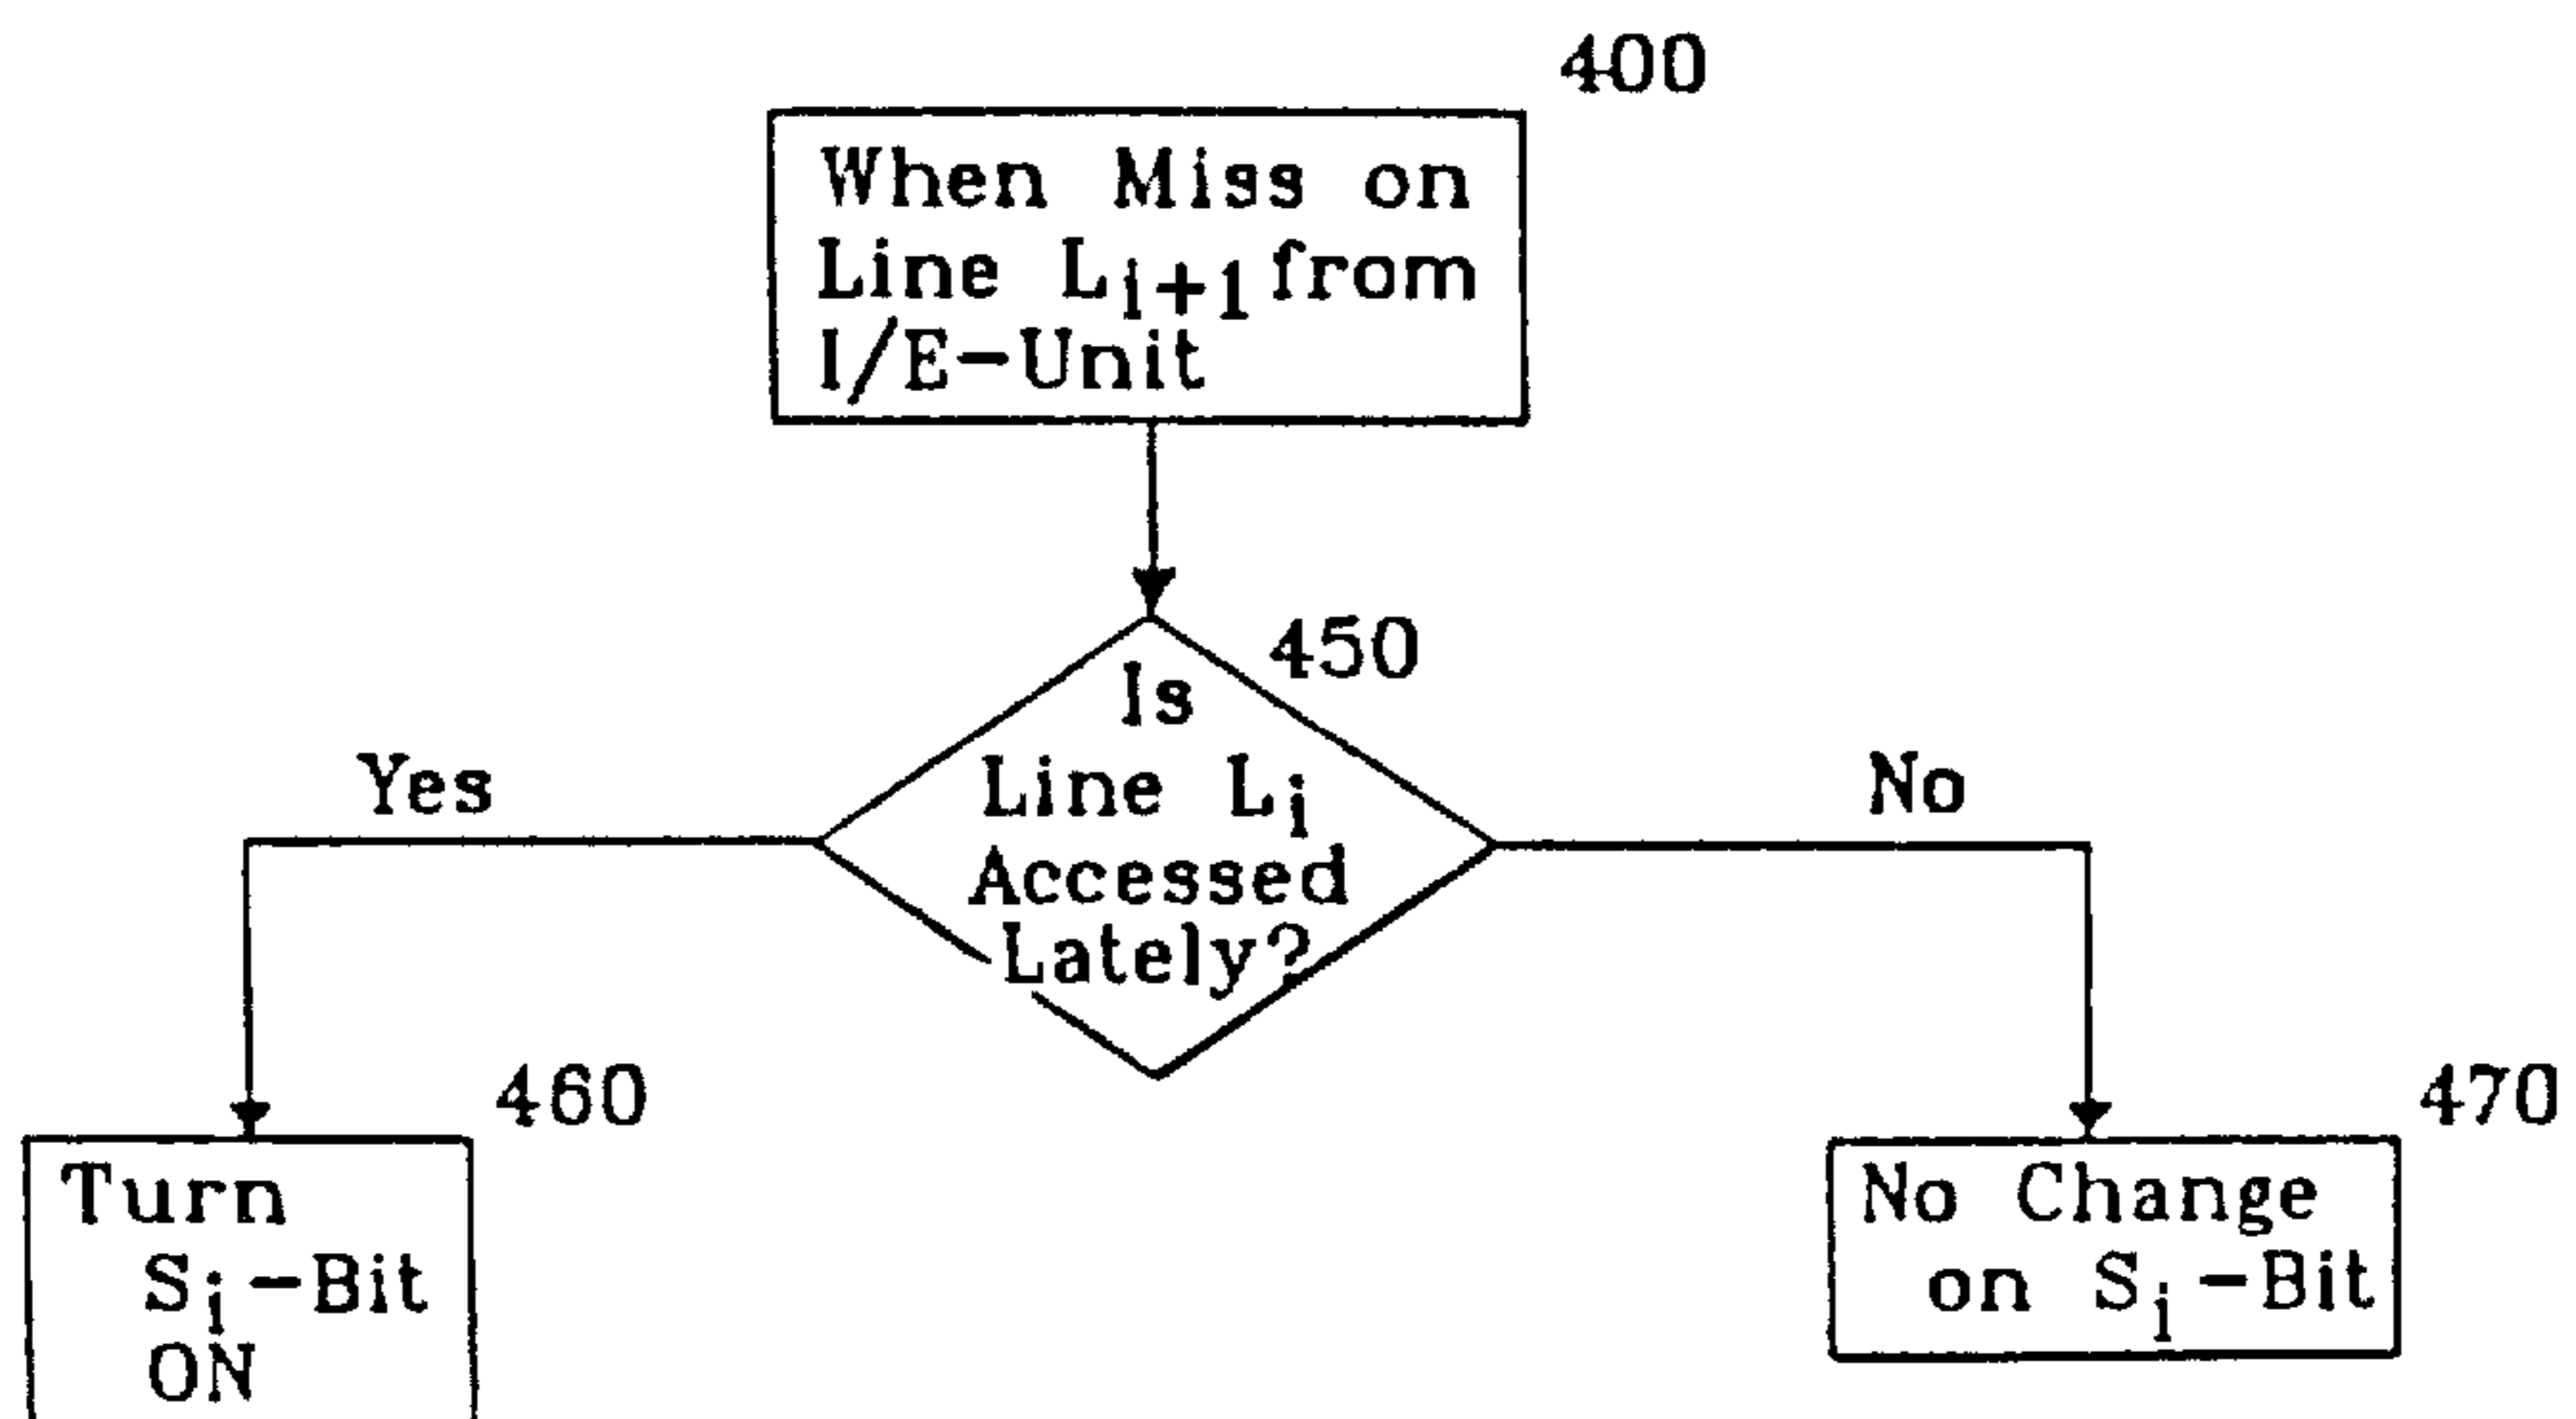 400
When Miss on
Line Li+1 from
I/E-Unit
450
Is
Line Li
Accessed
Lately?
Yes
No
460
Turn
Si-Bit
ON
470
No Change
on Si-Bit